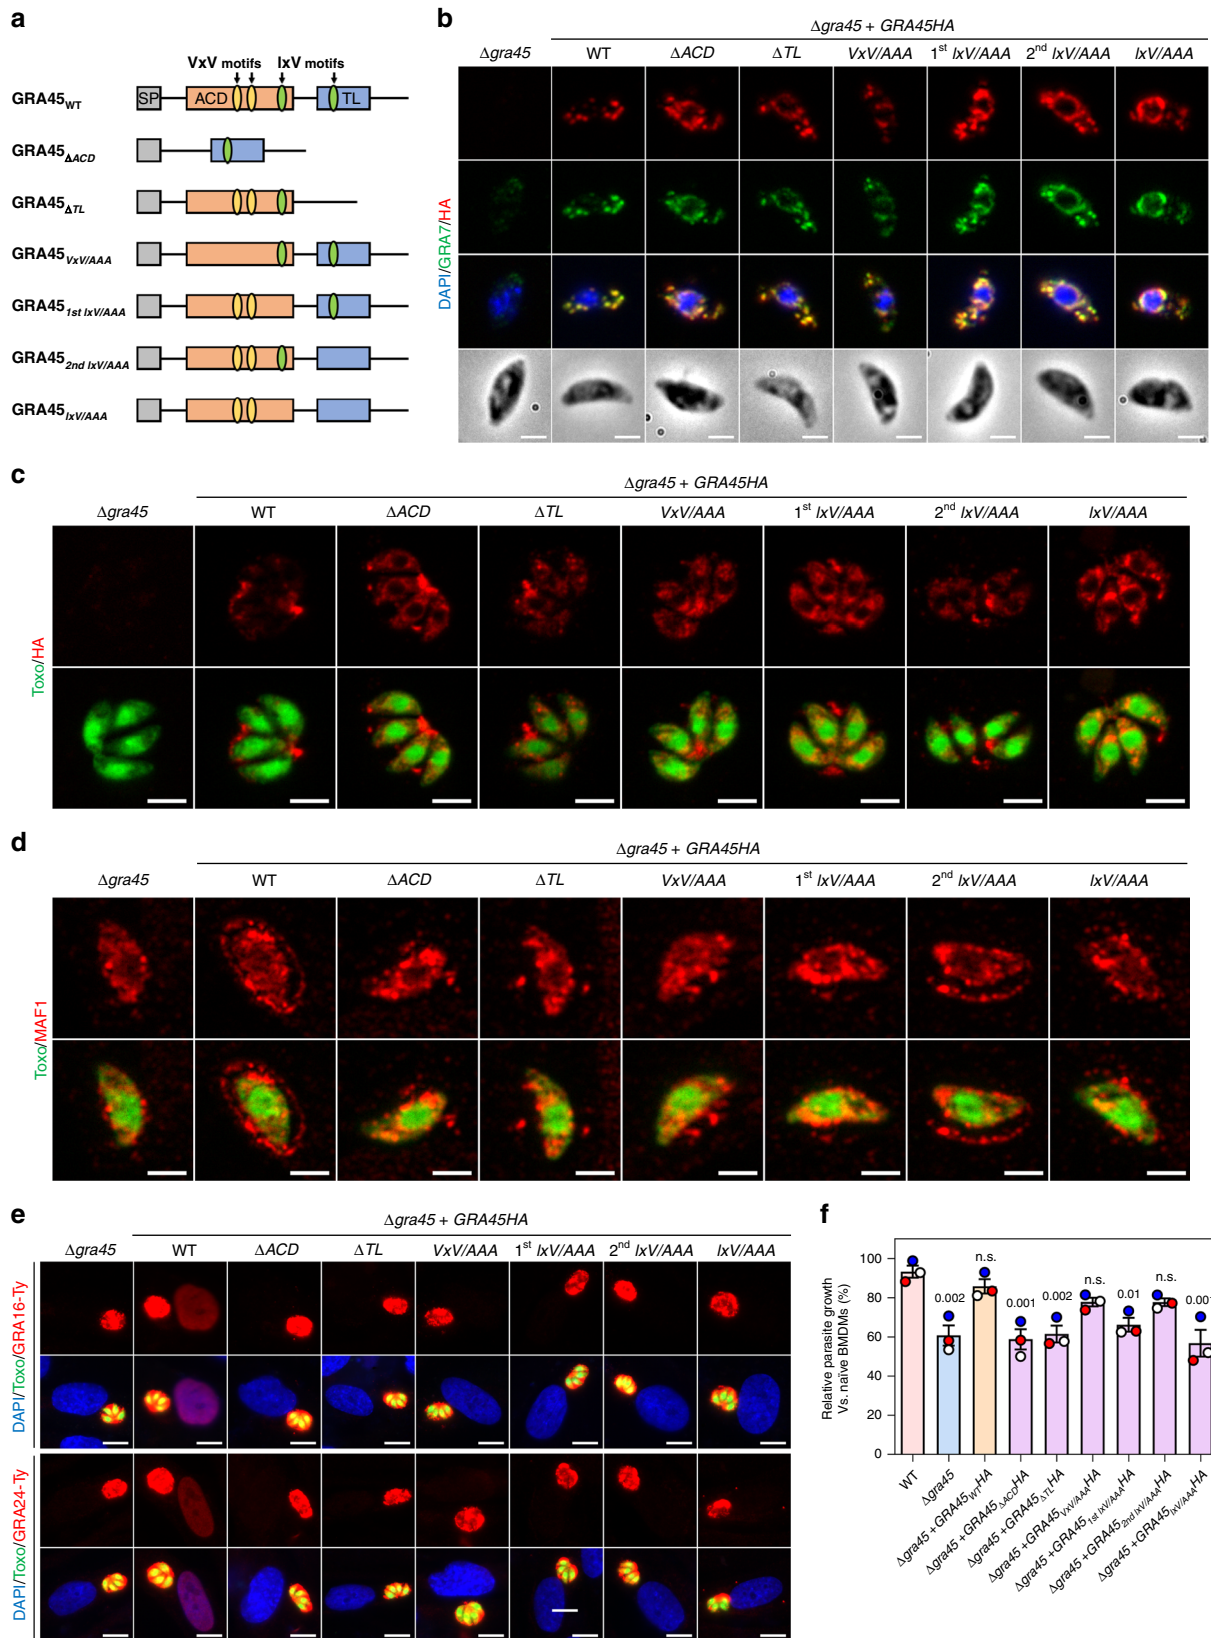 a
VxV motifs IxV motifs
GRA45WT SP ACD TL
GRA45ΔACD
GRA45ΔTL
GRA45VxV/AAA
GRA451st IxV/AAA
GRA452nd IxV/AAA
GRA45IxV/AAA
b
Δgra45 + GRA45HA
Δgra45 WT ΔACD ΔTL VxV/AAA 1st IxV/AAA 2nd IxV/AAA IxV/AAA
DAPI/GRA7/HA
c
Δgra45 + GRA45HA
Δgra45 WT ΔACD ΔTL VxV/AAA 1st IxV/AAA 2nd IxV/AAA IxV/AAA
Toxo/HA
d
Δgra45 + GRA45HA
Δgra45 WT ΔACD ΔTL VxV/AAA 1st IxV/AAA 2nd IxV/AAA IxV/AAA
Toxo/MAF1
e
Δgra45 + GRA45HA
Δgra45 WT ΔACD ΔTL VxV/AAA 1st IxV/AAA 2nd IxV/AAA IxV/AAA
DAPI/Toxo/GRA16-Ty
DAPI/Toxo/GRA24-Ty
f
Relative parasite growth
Vs. naïve BMDMs (%)
100
80
60
40
20
0
n.s.
0.002
0.001
0.002
n.s.
0.01
n.s.
0.001
WT
Δgra45
Δgra45 +GRA45WTHA
Δgra45 +GRA45ΔACDHA
Δgra45 +GRA45ΔTLHA
Δgra45 +GRA45VxV/AAAHA
Δgra45 +GRA451st IxV/AAAHA
Δgra45 +GRA452nd IxV/AAAHA
Δgra45 +GRA45IxV/AAAHA